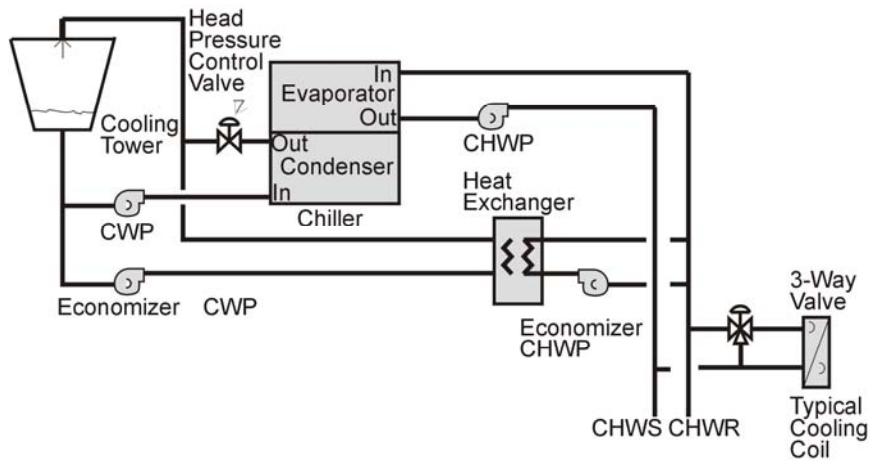 Head
Pressure
Control
Valve
Cooling
Tower
In
Evaporator
Out
Out
Condenser
In
Chiller
CHWP
CWP
Heat
Exchanger
Economizer CWP
Economizer
CHWP
3-Way
Valve
CHWS CHWR
Typical
Cooling
Coil